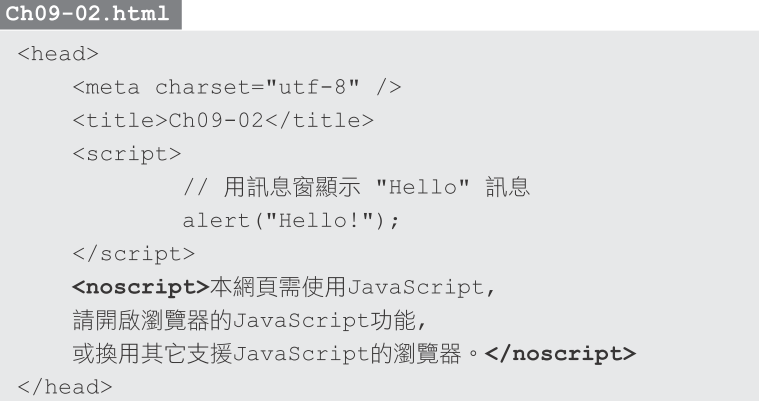 Ch09-02.html
<head>
<meta charset="utf-8" />
<title>Ch09-02</title>
<script>
// 用訊息窗顯示 "Hello" 訊息
alert("Hello!");
</script>
<noscript>本網頁需使用JavaScript,
請開啟瀏覽器的JavaScript功能,
或換用其它支援JavaScript的瀏覽器。</noscript>
</head>